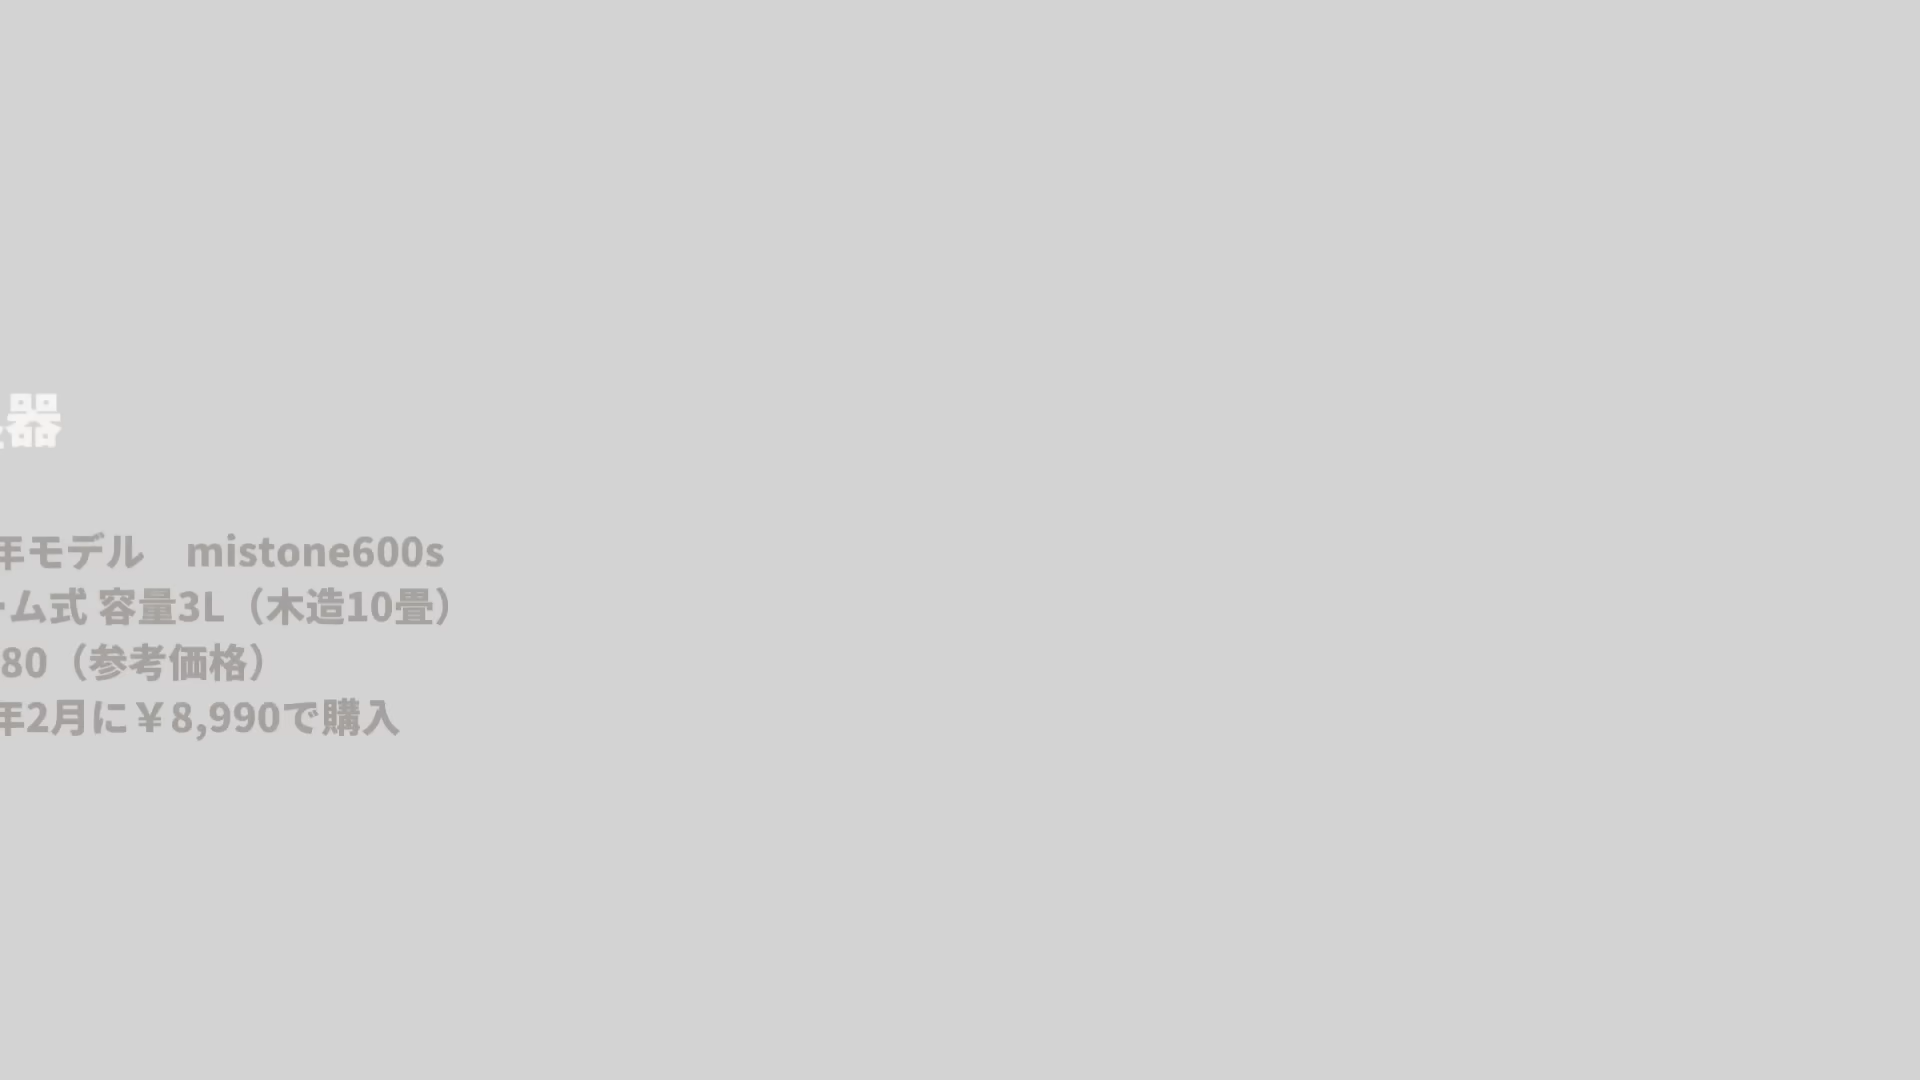 器
年モデル　mistone600s
ーム式 容量3L（木造10畳）
80（参考価格）
年2月に￥8,990で購入